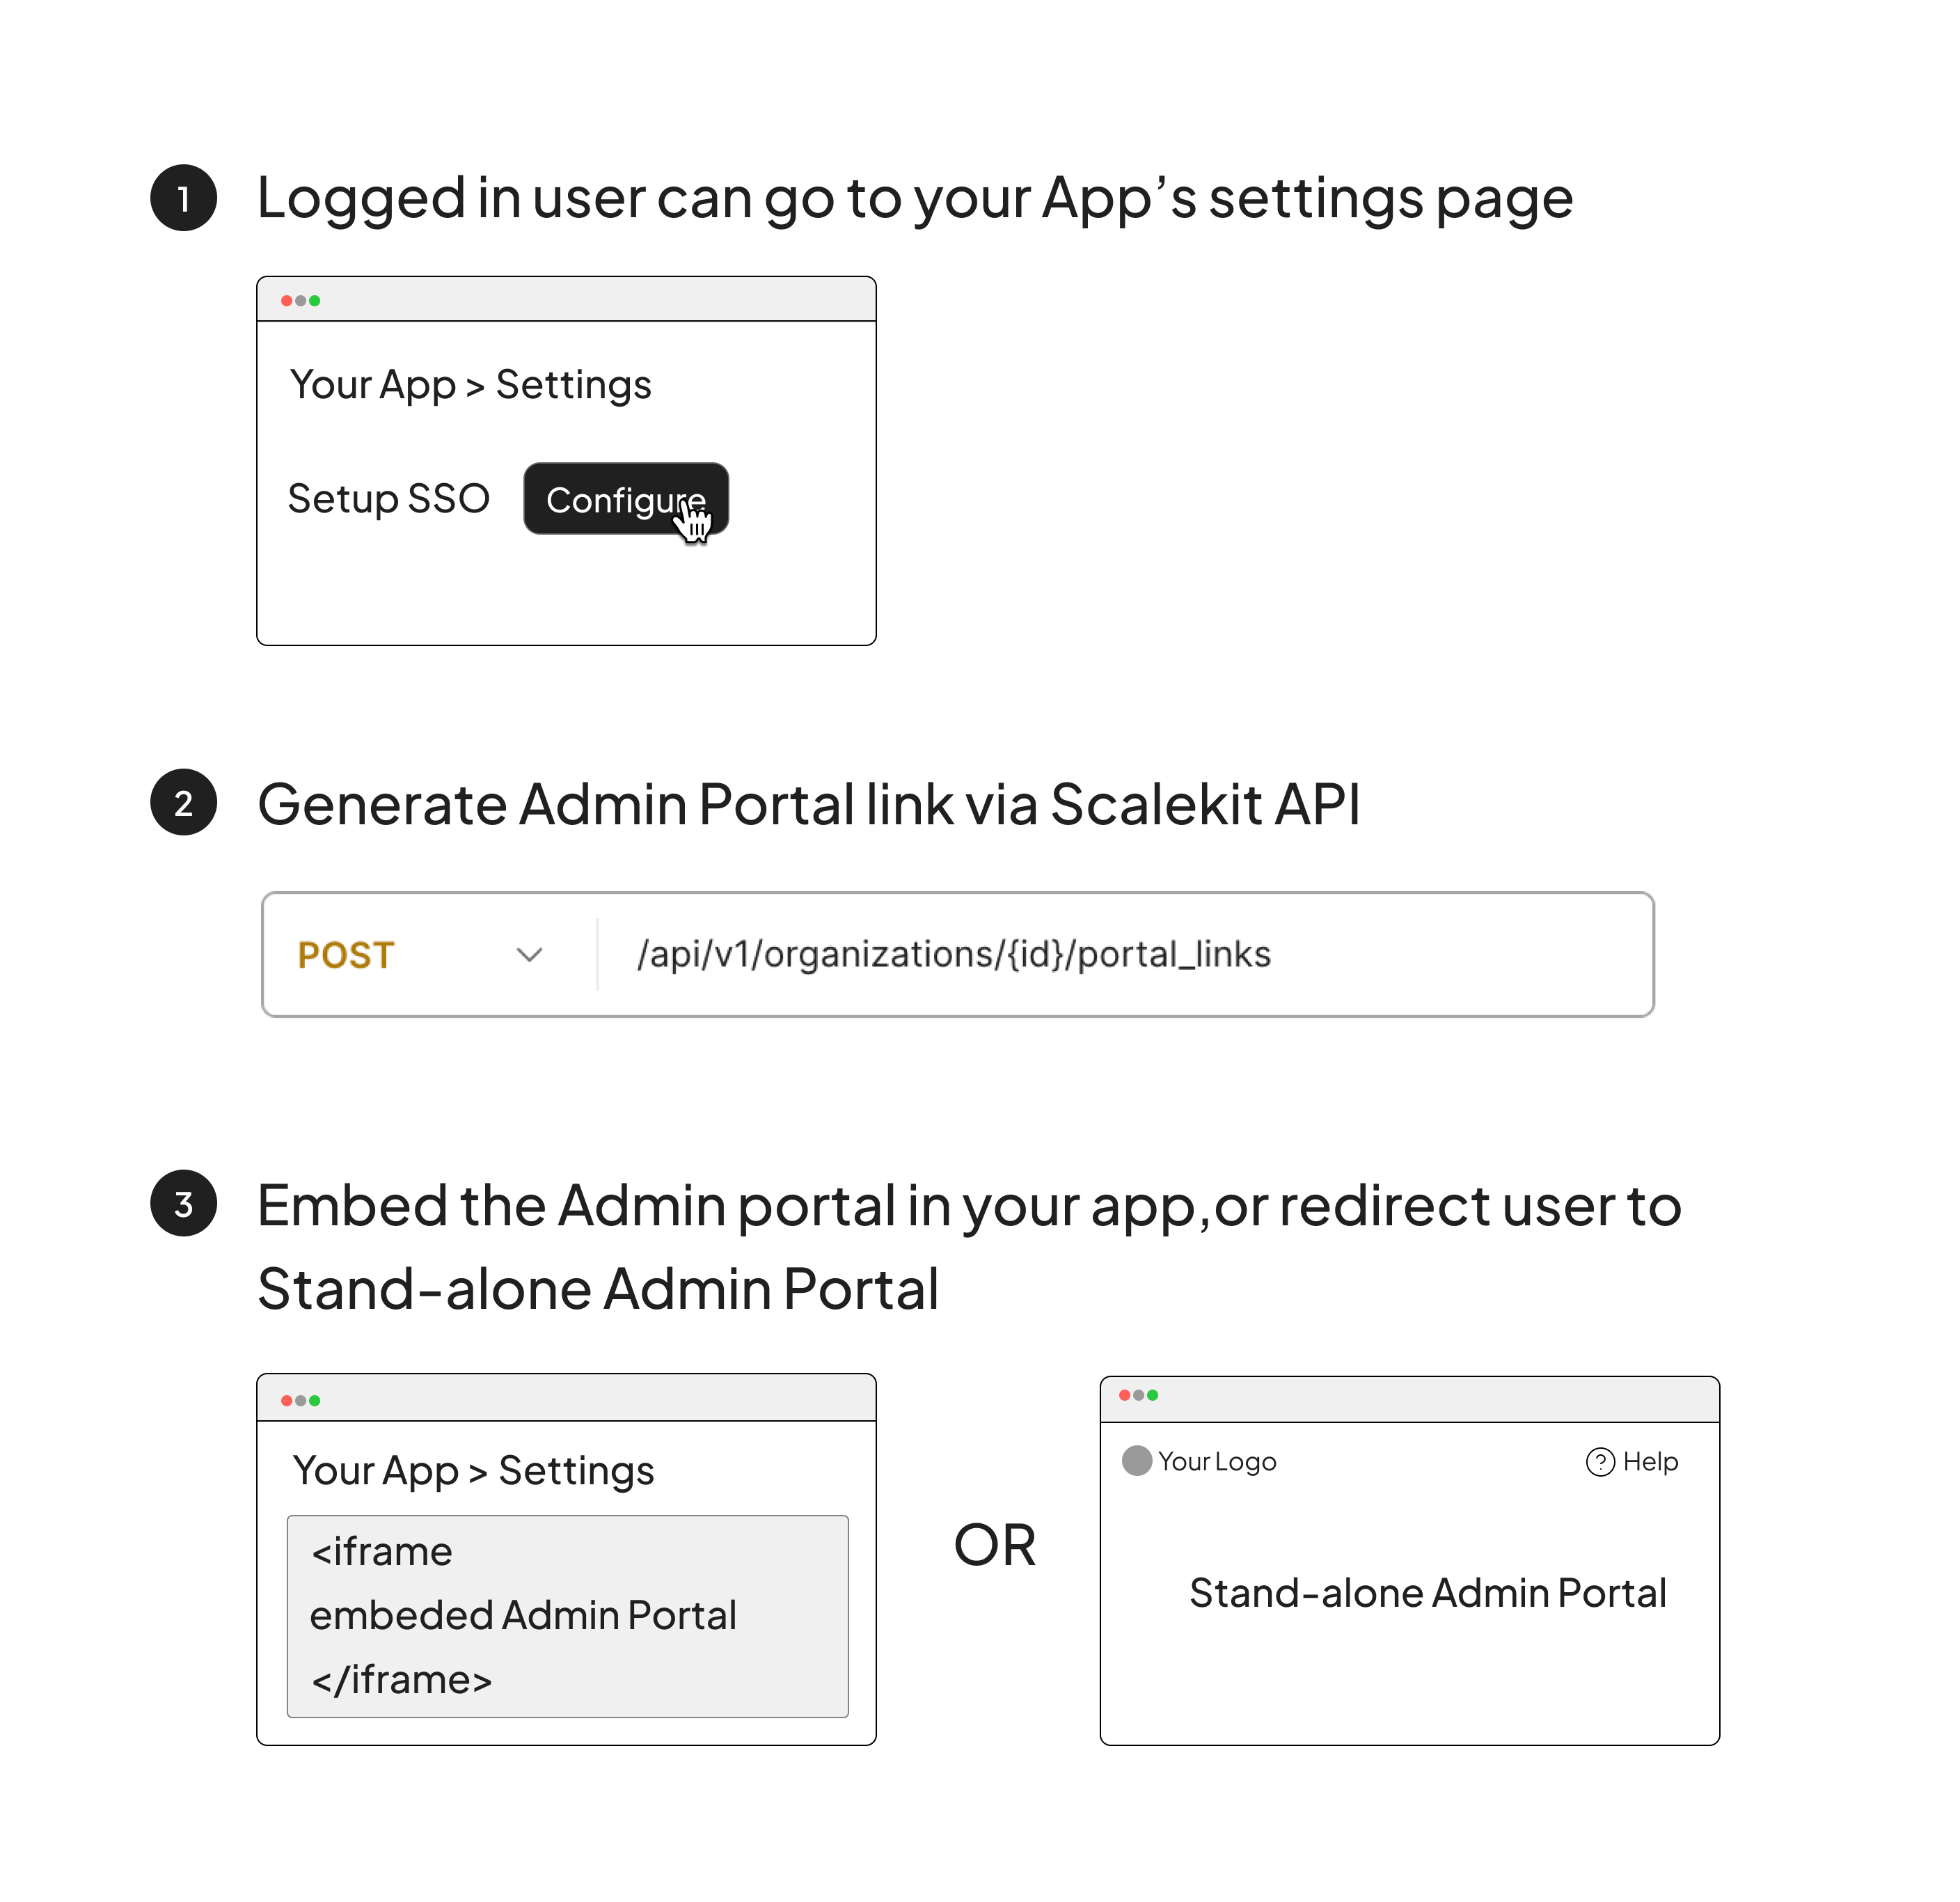 1 Logged in user can go to your App’s settings page
Your App > Settings
Setup SSO Configure
2 Generate Admin Portal link via Scalekit API
POST /api/v1/organizations/{id}/portal_links
3 Embed the Admin portal in your app,or redirect user to
Stand-alone Admin Portal
Your App > Settings
<iframe
embeded Admin Portal
</iframe>
OR
Your Logo ? Help
Stand-alone Admin Portal